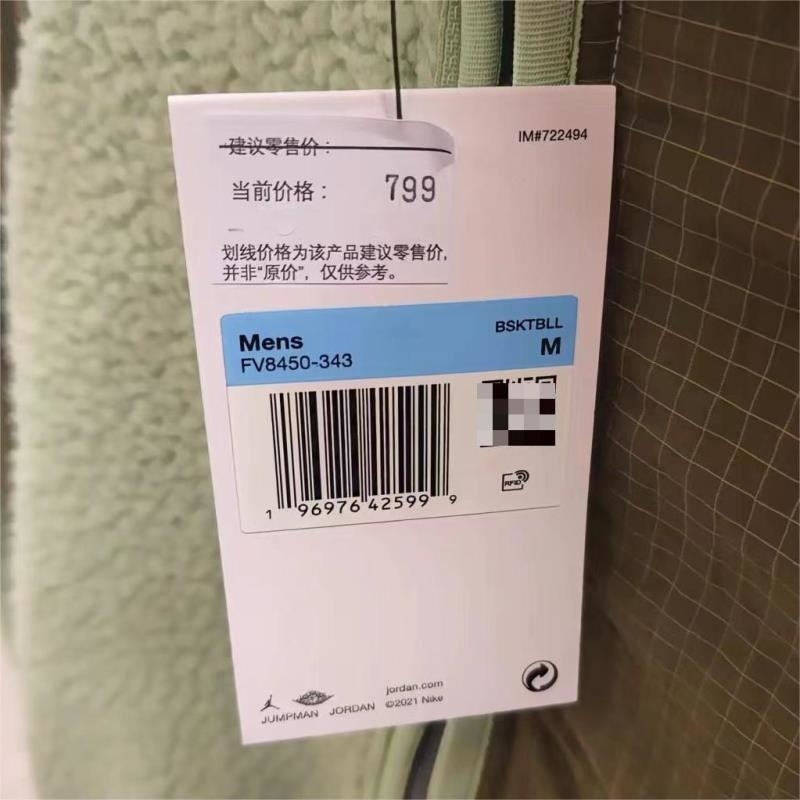 建议零售价：
当前价格： 799
划线价格为该产品建议零售价,
并非“原价”，仅供参考。
IM#722494
Mens
FV8450-343
BSKTBLL
M
1 96976 42599 9
RFID
JUMPMAN
JORDAN
jordan.com
©2021 Nike